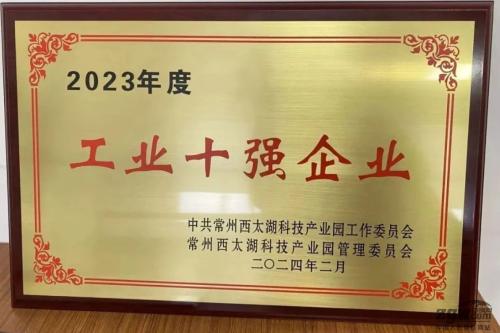 2023年度
工业十强企业
中共常州西太湖科技产业园工作委员会
常州西太湖科技产业园管理委员会
二〇二四年二月